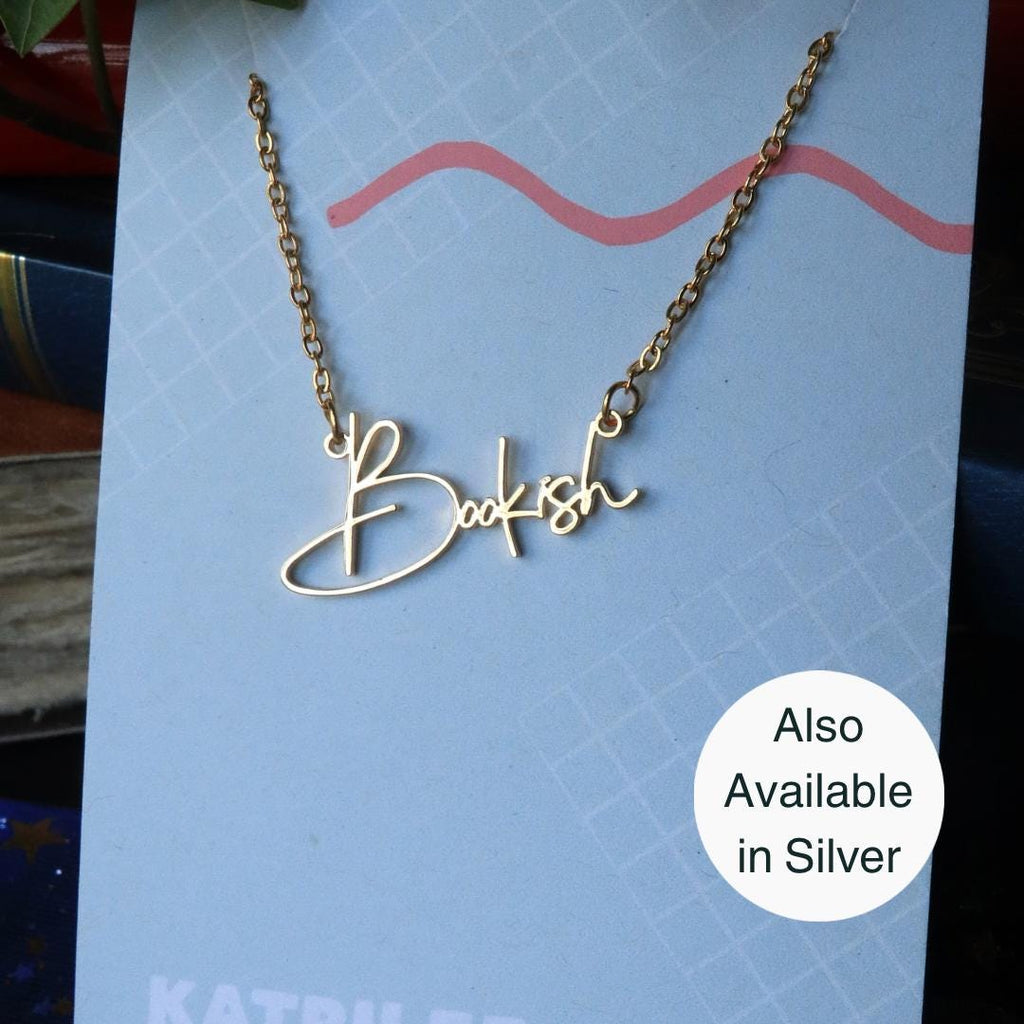 Bookish
Also
Available
in Silver